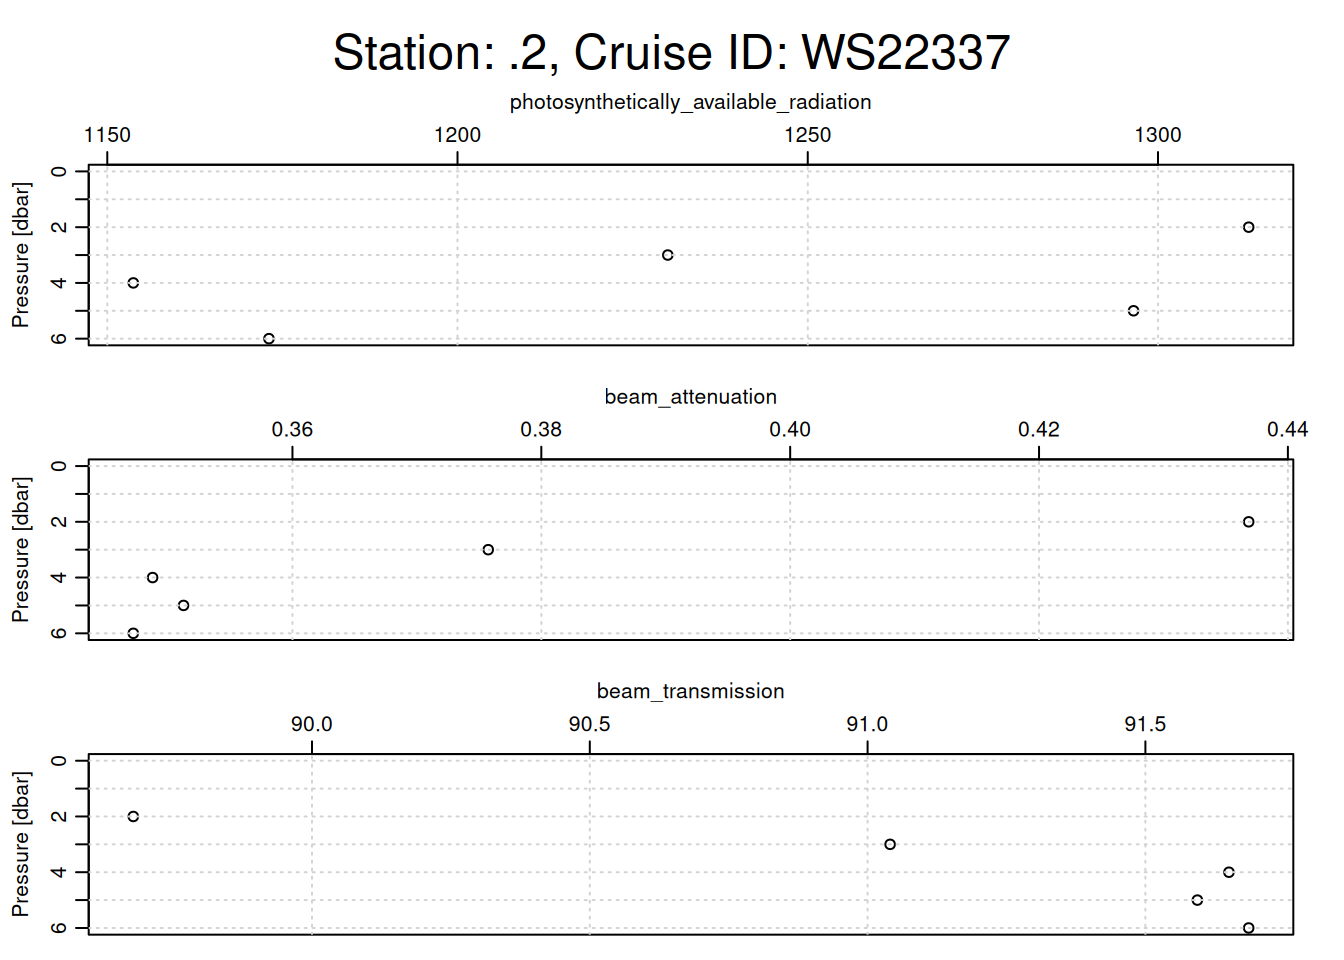 Station: .2, Cruise ID: WS22337
photosynthetically_available_radiation
1150 1200 1250 1300
0
2
4
6
Pressure [dbar]
beam_attenuation
0.36 0.38 0.40 0.42 0.44
0
2
4
6
Pressure [dbar]
beam_transmission
90.0 90.5 91.0 91.5
0
2
4
6
Pressure [dbar]